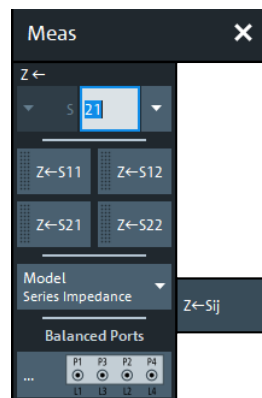 Meas
Z←
S 21
Z←S11 Z←S12
Z←S21 Z←S22
Model
Series Impedance
Z←Sij
Balanced Ports
P1 P3 P2 P4
...
L1 L3 L2 L4